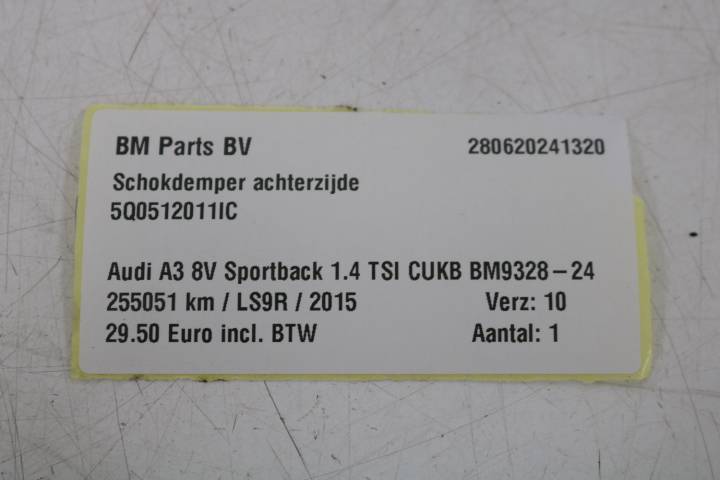 BM Parts BV 280620241320
Schokdemper achterzijde
5Q0512011IC
Audi A3 8V Sportback 1.4 TSI CUKB BM9328-24
255051 km / LS9R / 2015 Verz: 10
29.50 Euro incl. BTW Aantal: 1